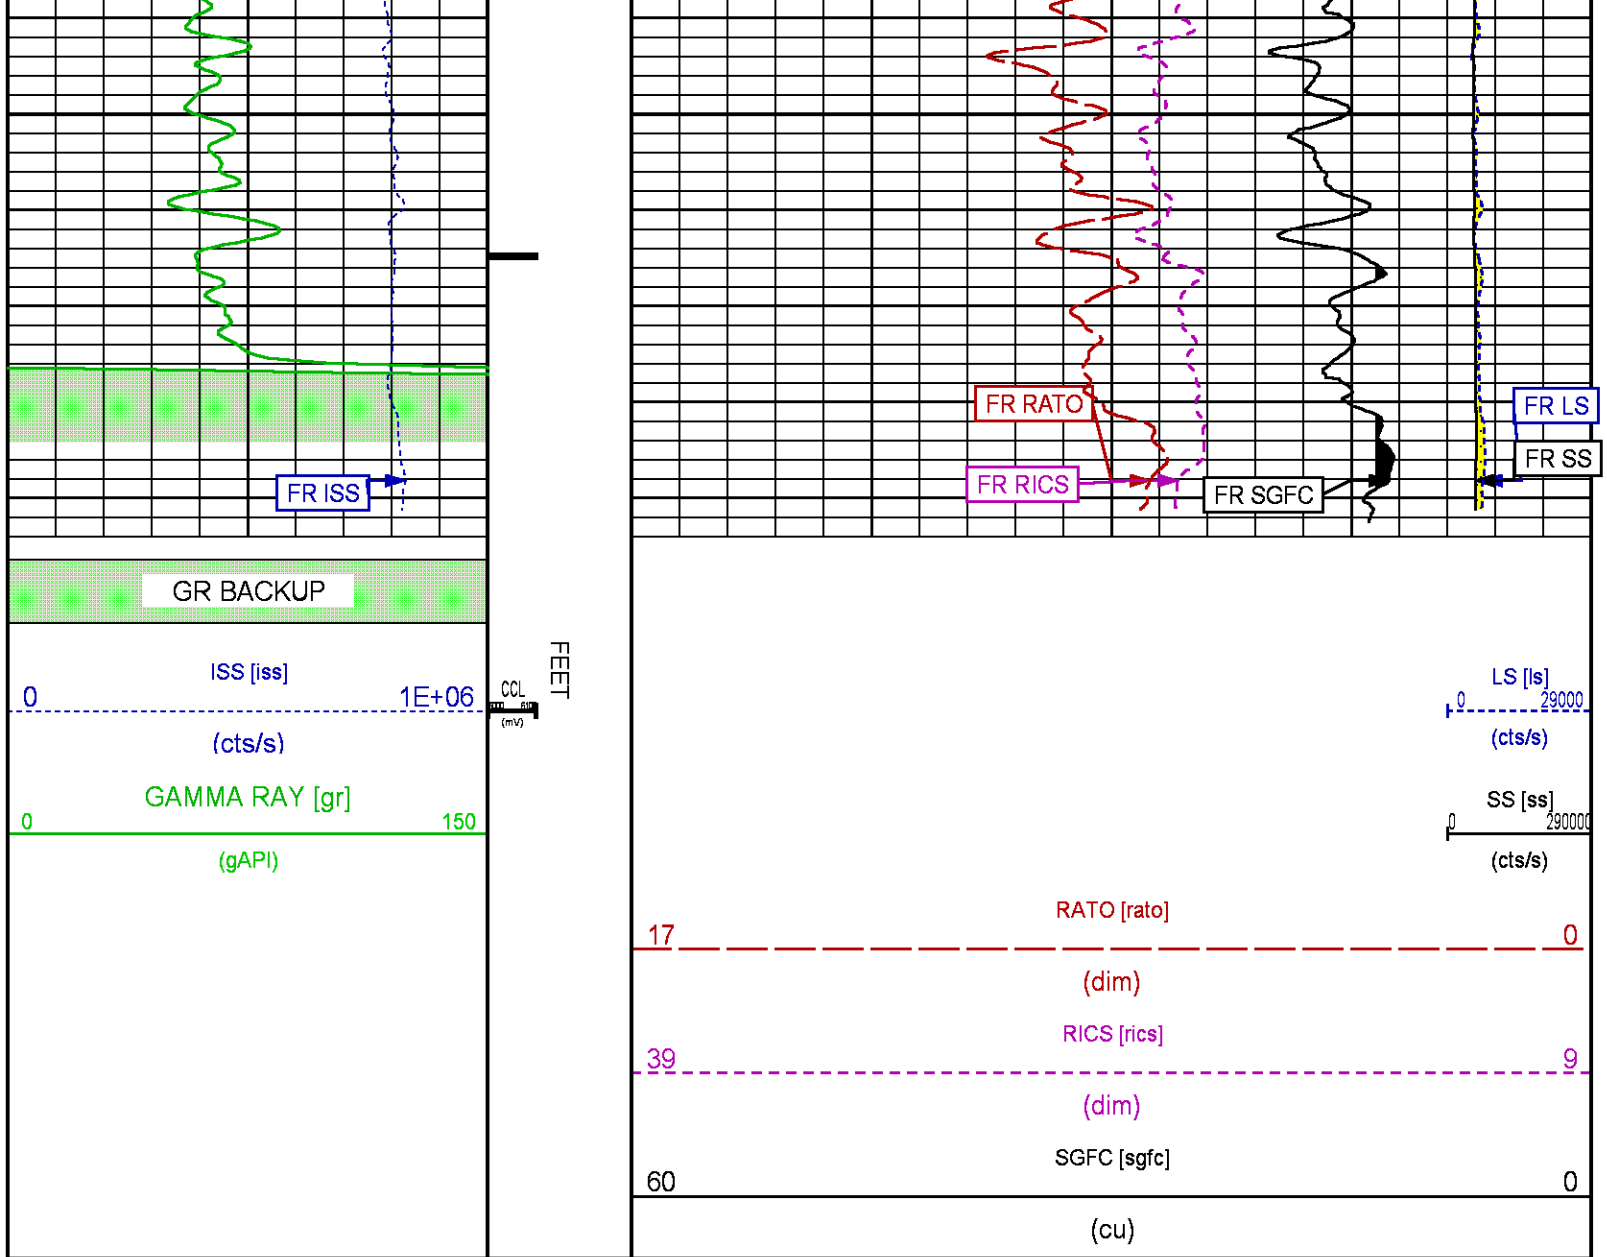 FR RATO
FR LS
FR SS
FR ISS
FR RICS
FR SGFC
GR BACKUP
FEET
ISS [iss]
0 1E+06
(cts/s)
CCL
(mV)
LS [ls]
0 29000
(cts/s)
GAMMA RAY [gr]
0 150
(gAPI)
SS [ss]
0 290000
(cts/s)
RATO [rato]
17 0
(dim)
RICS [rics]
39 9
(dim)
SGFC [sgfc]
60 0
(cu)